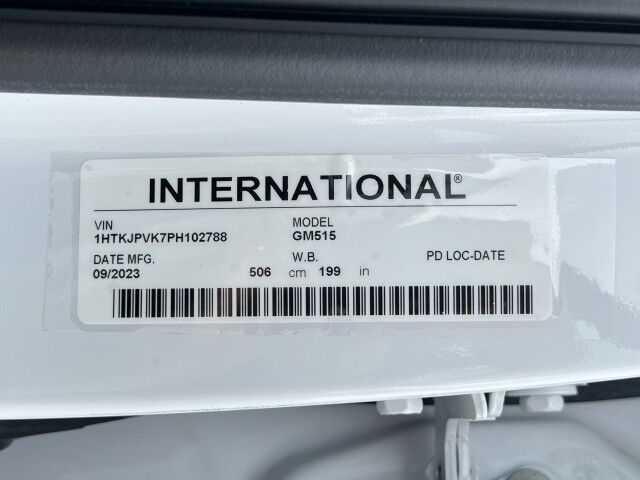 INTERNATIONAL®
VIN MODEL
1HTKJPVK7PH102788 GM515
DATE MFG. W.B. PD LOC-DATE
09/2023 506 cm 199 in